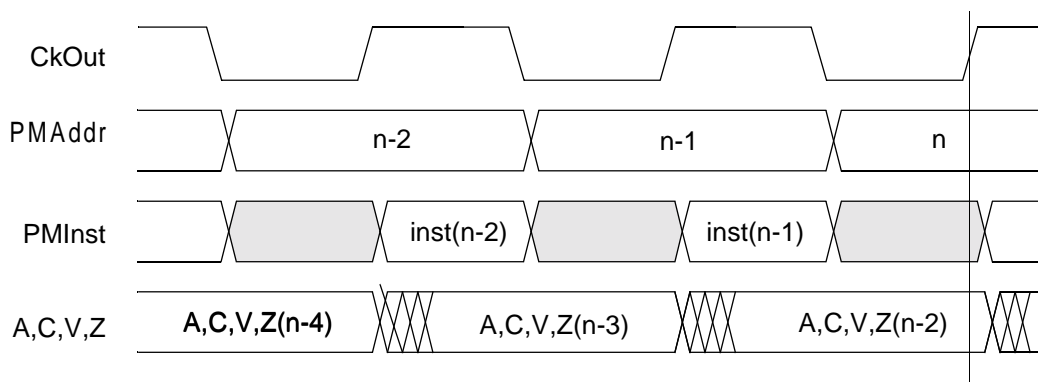 CkOut
PMAddr n-2 n-1 n
PMInst inst(n-2) inst(n-1)
A,C,V,Z A,C,V,Z(n-4) A,C,V,Z(n-3) A,C,V,Z(n-2)